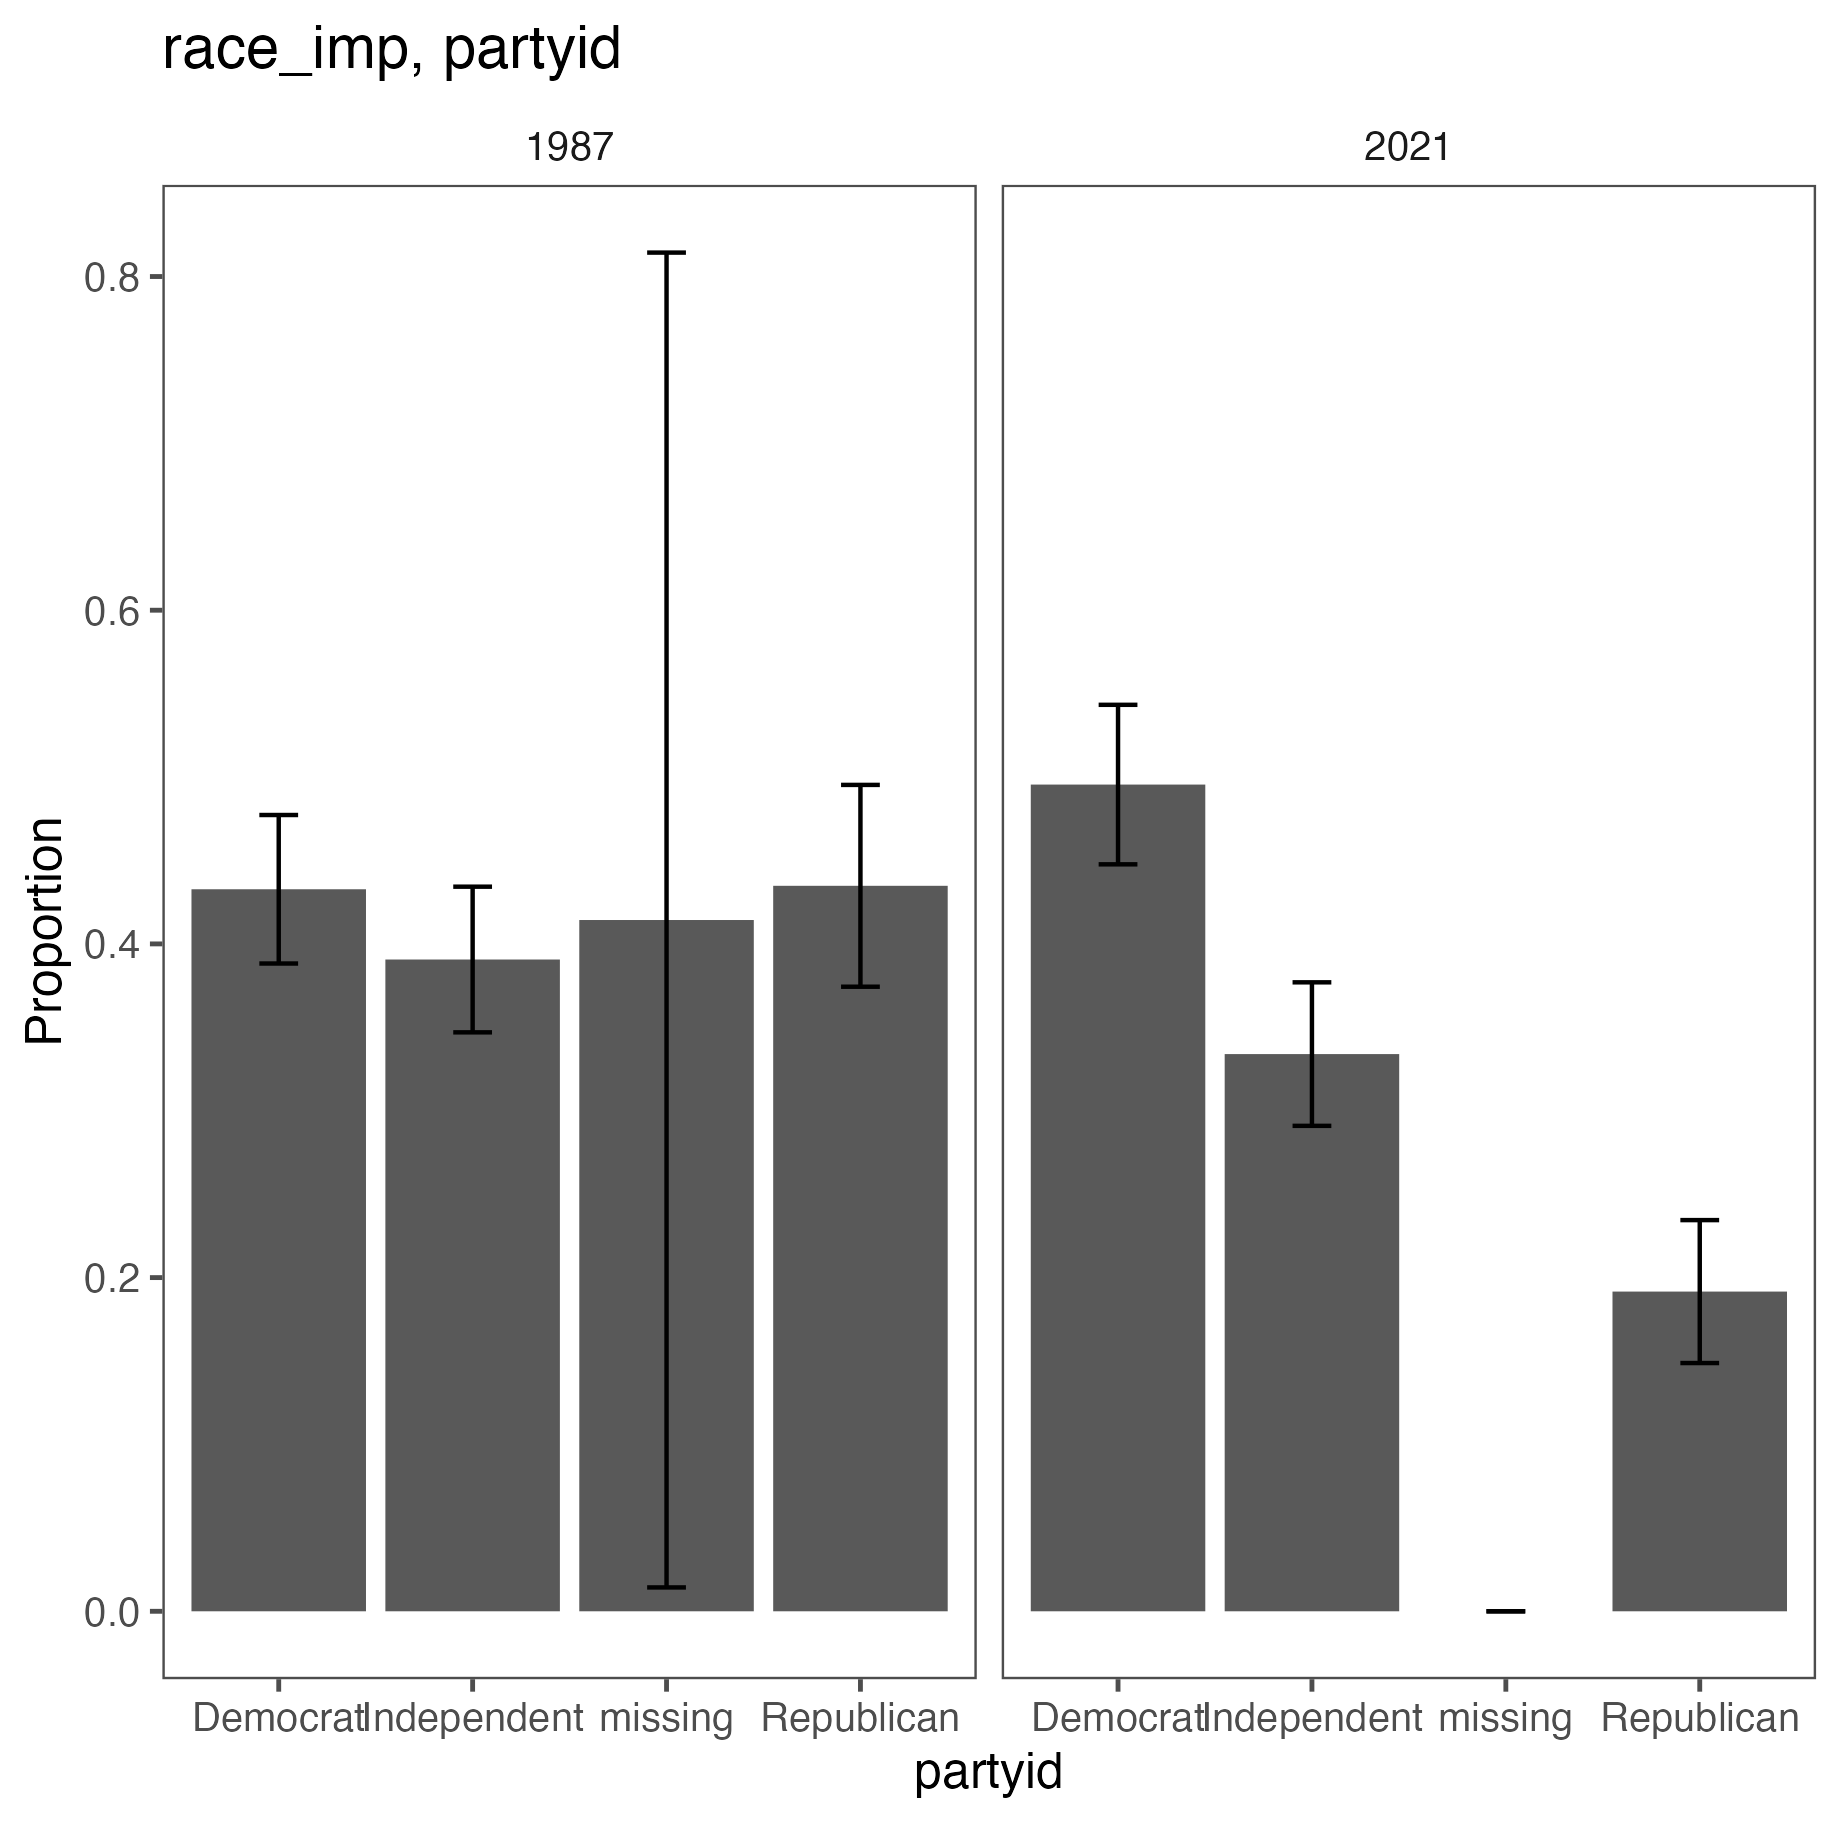 race_imp, partyid
1987 2021
0.8
0.6
0.4
0.2
0.0
Proportion
Democrat Independent missing Republican Democrat Independent missing Republican
partyid